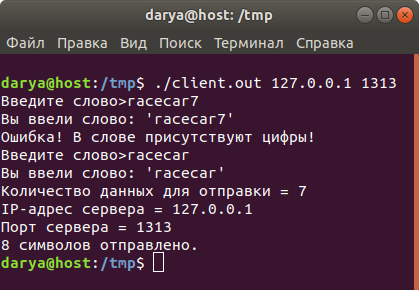 darya@host: /tmp
Файл Правка Вид Поиск Терминал Справка
darya@host:/tmp$ ./client.out 127.0.0.1 1313
Введите слово>racecar7
Вы ввели слово: 'racecar7'
Ошибка! В слове присутствуют цифры!
Введите слово>racecar
Вы ввели слово: 'racecar'
Количество данных для отправки = 7
IP-адрес сервера = 127.0.0.1
Порт сервера = 1313
8 символов отправлено.
darya@host:/tmp$